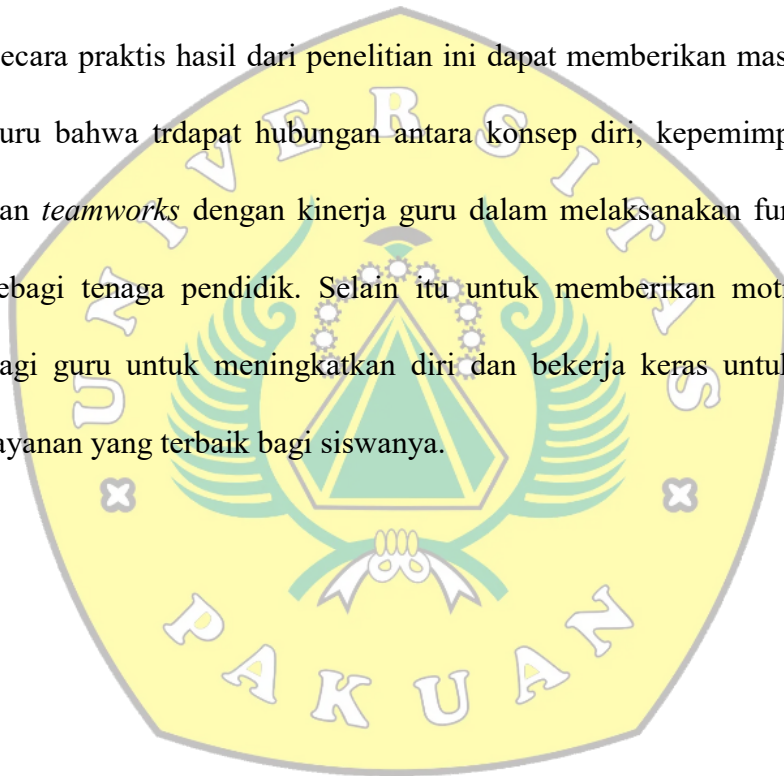 ecara praktis hasil dari penelitian ini dapat memberikan mas
uru bahwa trdapat hubungan antara konsep diri, kepemimp
an teamworks dengan kinerja guru dalam melaksanakan fu
ebagi tenaga pendidik. Selain itu untuk memberikan mot
agi guru untuk meningkatkan diri dan bekerja keras untu
ayanan yang terbaik bagi siswanya.
UNIVERSITAS
PAKUAN